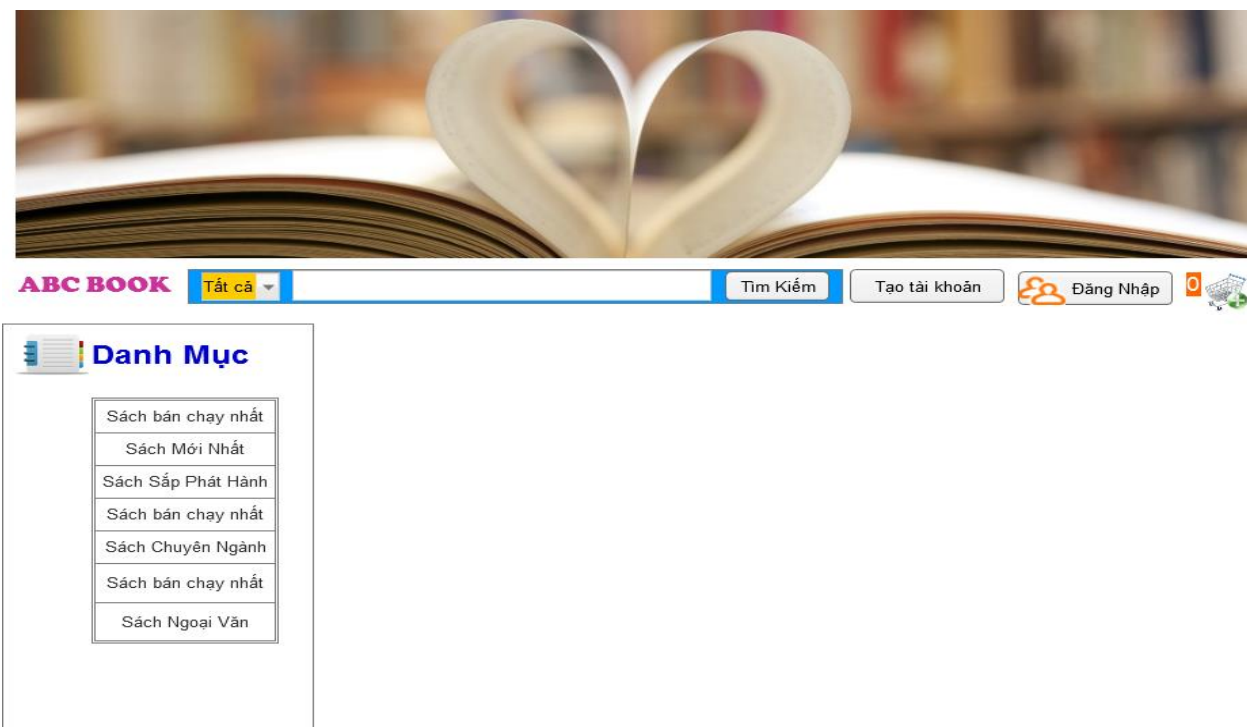 ABC BOOK Tất cả Tìm Kiếm Tạo tài khoản Đăng Nhập 0
Danh Mục
Sách bán chạy nhất
Sách Mới Nhất
Sách Sắp Phát Hành
Sách bán chạy nhất
Sách Chuyên Ngành
Sách bán chạy nhất
Sách Ngoại Văn